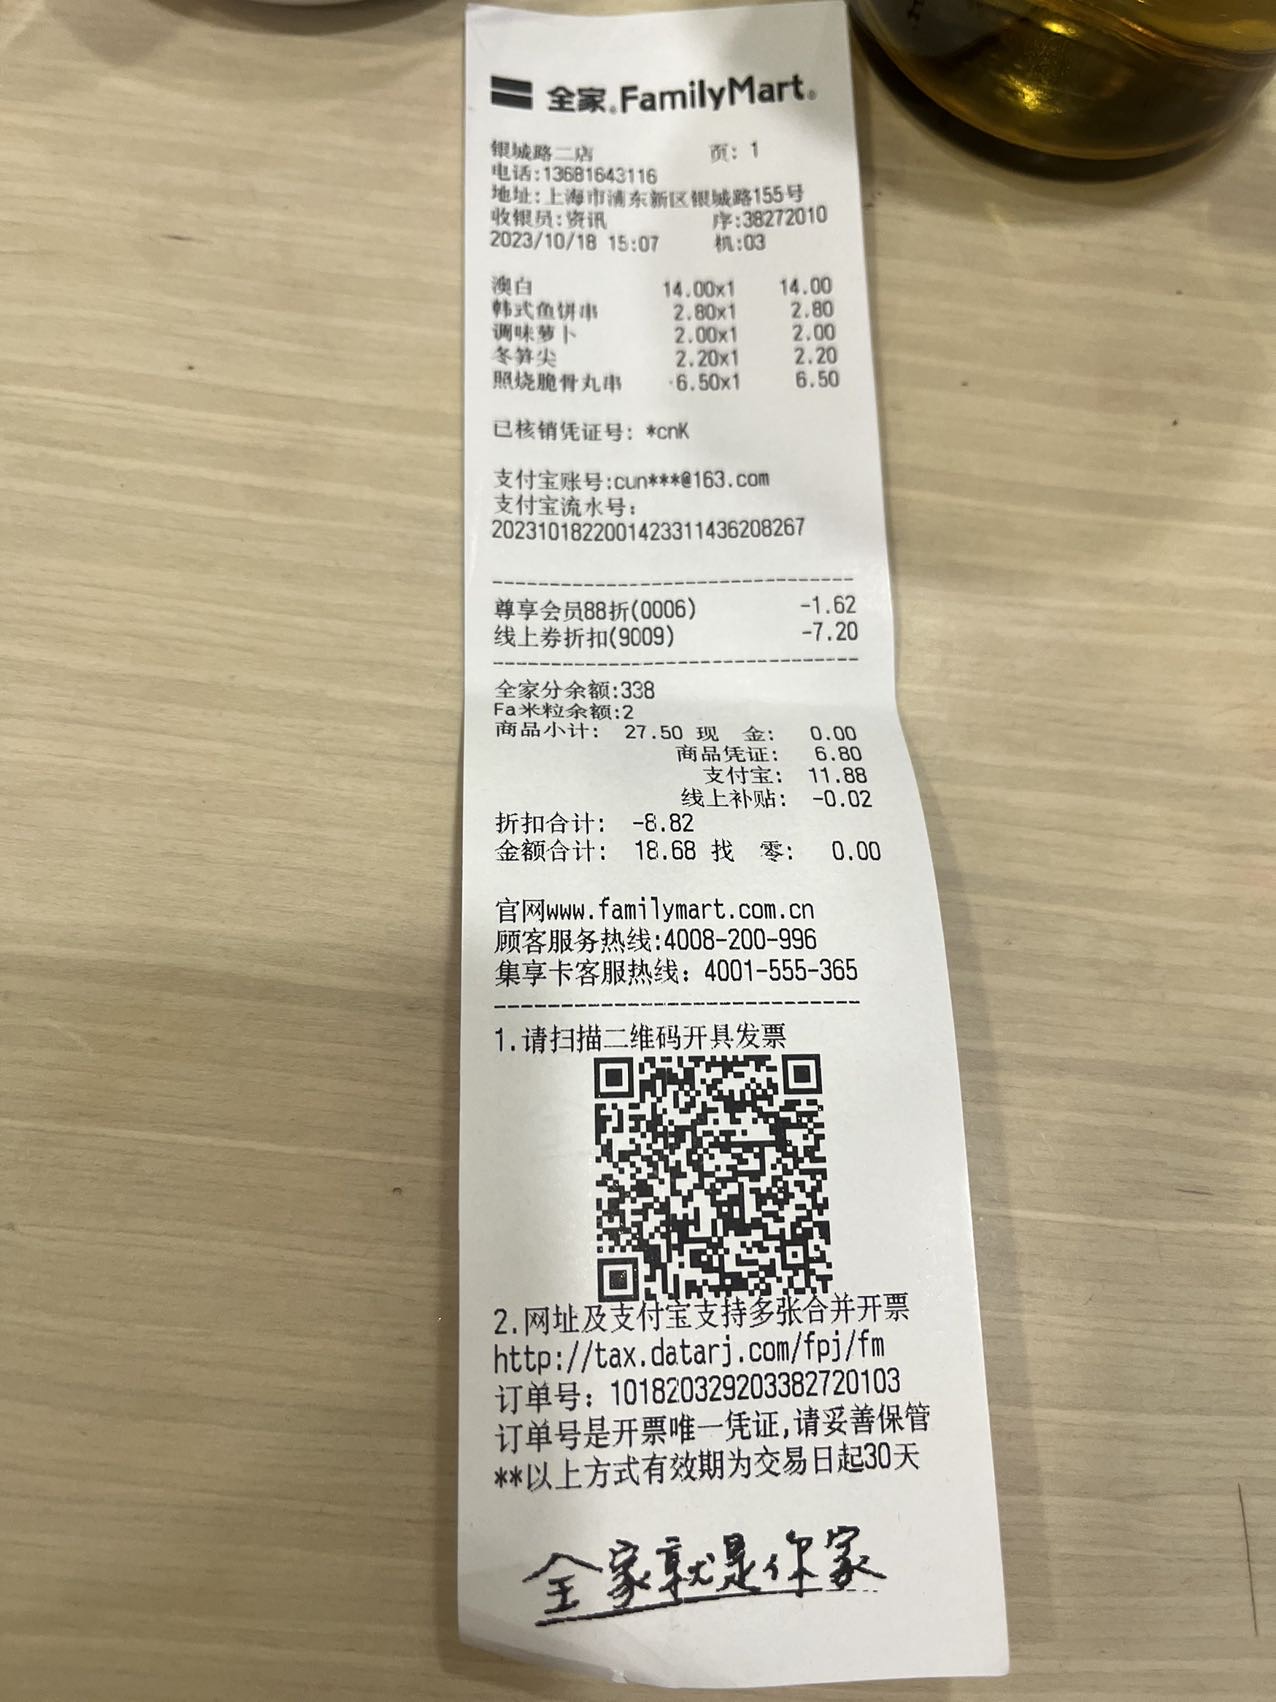 全家®FamilyMart®
银城路二店 页: 1
电话:13681643116
地址:上海市浦东新区银城路155号
收银员:资讯 序:38272010
2023/10/18 15:07 机:03
澳白 14.00x1 14.00
韩式鱼饼串 2.80x1 2.80
调味萝卜 2.00x1 2.00
冬笋尖 2.20x1 2.20
照烧脆骨丸串 6.50x1 6.50
已核销凭证号: *cnK
支付宝账号:cun***@163.com
支付宝流水号:
2023101822001423311436208267
--------------------------------
尊享会员88折(0006) -1.62
线上券折扣(9009) -7.20
--------------------------------
全家分余额:338
Fa米粒余额:2
商品小计: 27.50 现 金: 0.00
商品凭证: 6.80
支付宝: 11.88
线上补贴: -0.02
折扣合计: -8.82
金额合计: 18.68 找 零: 0.00
官网www.familymart.com.cn
顾客服务热线:4008-200-996
集享卡客服热线: 4001-555-365
--------------------------------
1.请扫描二维码开具发票
2.网址及支付宝支持多张合并开票
http://tax.datarj.com/fpj/fm
订单号: 101820329203382720103
订单号是开票唯一凭证,请妥善保管
**以上方式有效期为交易日起30天
全家就是你家